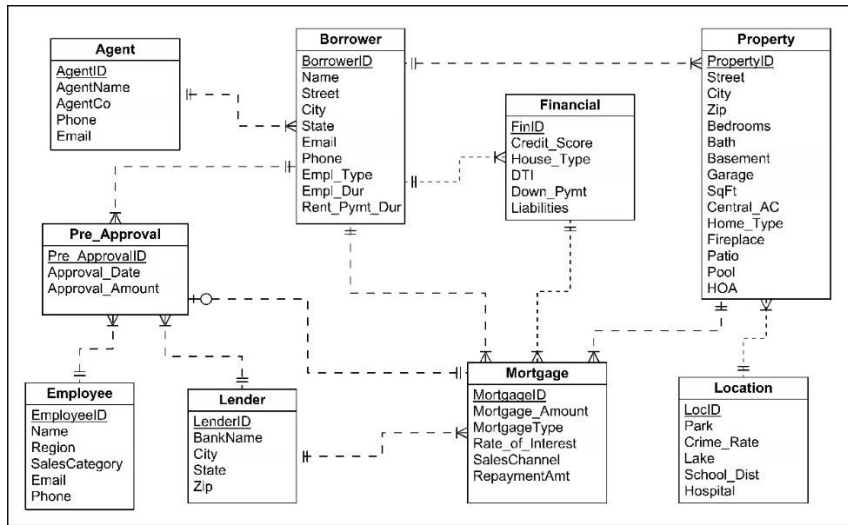 Agent
AgentID
AgentName
AgentCo
Phone
Email
Borrower
BorrowerID
Name
Street
City
State
Email
Phone
Empl_Type
Empl_Dur
Rent_Pymt_Dur
Financial
FinID
Credit_Score
House_Type
DTI
Down_Pymt
Liabilities
Property
PropertyID
Street
City
Zip
Bedrooms
Bath
Basement
Garage
SqFt
Central_AC
Home_Type
Fireplace
Patio
Pool
HOA
Pre_Approval
Pre_ApprovalID
Approval_Date
Approval_Amount
Employee
EmployeeID
Name
Region
SalesCategory
Email
Phone
Lender
LenderID
BankName
City
State
Zip
Mortgage
MortgageID
Mortgage_Amount
MortgageType
Rate_of_Interest
SalesChannel
RepaymentAmt
Location
LocID
Park
Crime_Rate
Lake
School_Dist
Hospital